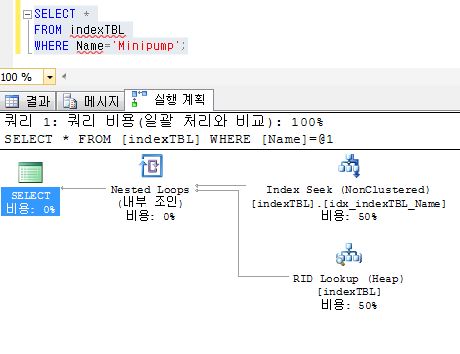 SELECT *
FROM indexTBL
WHERE Name='Minipump';
100 %
결과 메시지 실행 계획
쿼리 1: 쿼리 비용(일괄 처리와 비교): 100%
SELECT * FROM [indexTBL] WHERE [Name]=@1
SELECT
비용: 0%
Nested Loops
(내부 조인)
비용: 0%
Index Seek (NonClustered)
[indexTBL].[idx_indexTBL_Name]
비용: 50%
RID Lookup (Heap)
[indexTBL]
비용: 50%